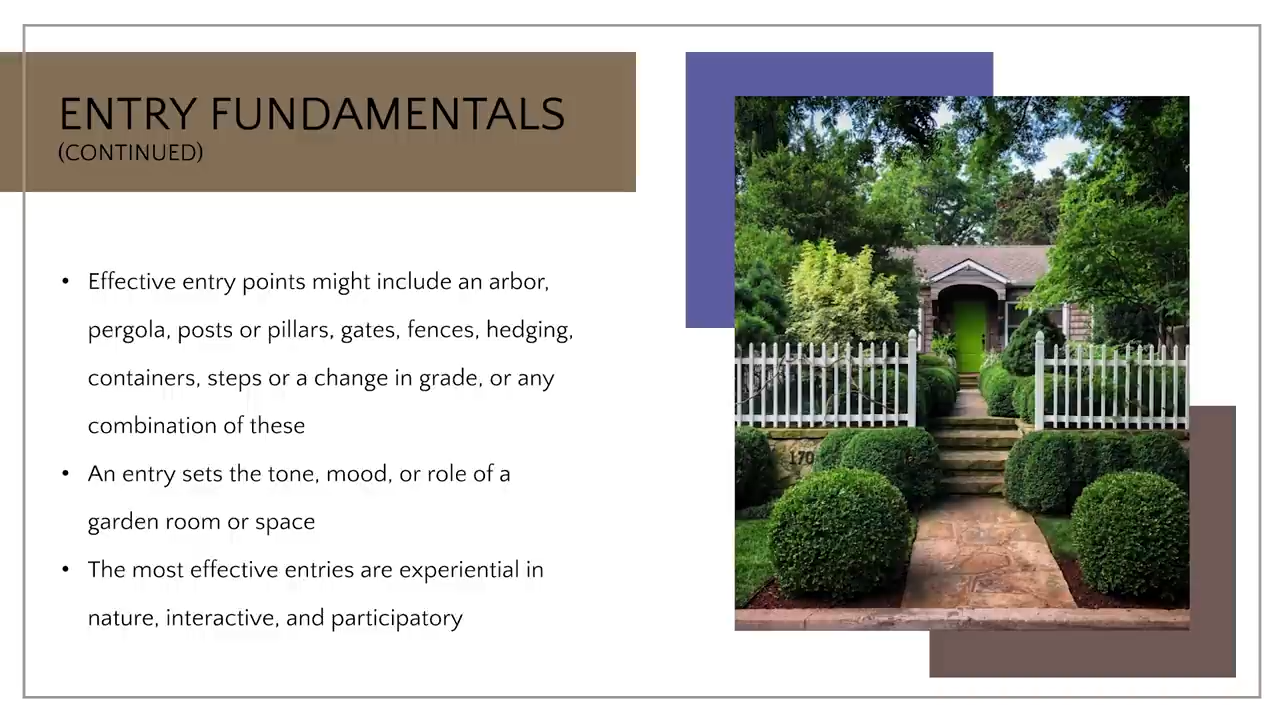 ENTRY FUNDAMENTALS
(CONTINUED)
• Effective entry points might include an arbor,
pergola, posts or pillars, gates, fences, hedging,
containers, steps or a change in grade, or any
combination of these
• An entry sets the tone, mood, or role of a
garden room or space
• The most effective entries are experiential in
nature, interactive, and participatory
170